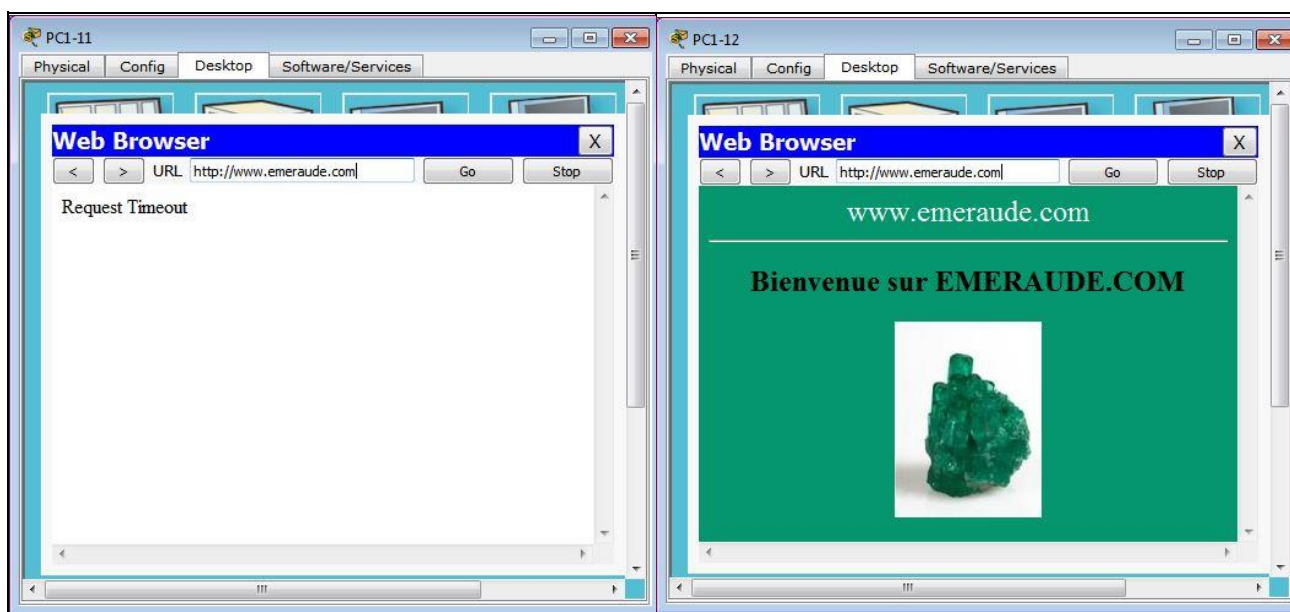 PC1-11
Physical Config Desktop Software/Services
Web Browser X
< > URL http://www.emeraude.com Go Stop
Request Timeout
PC1-12
Physical Config Desktop Software/Services
Web Browser X
< > URL http://www.emeraude.com Go Stop
www.emeraude.com
Bienvenue sur EMERAUDE.COM